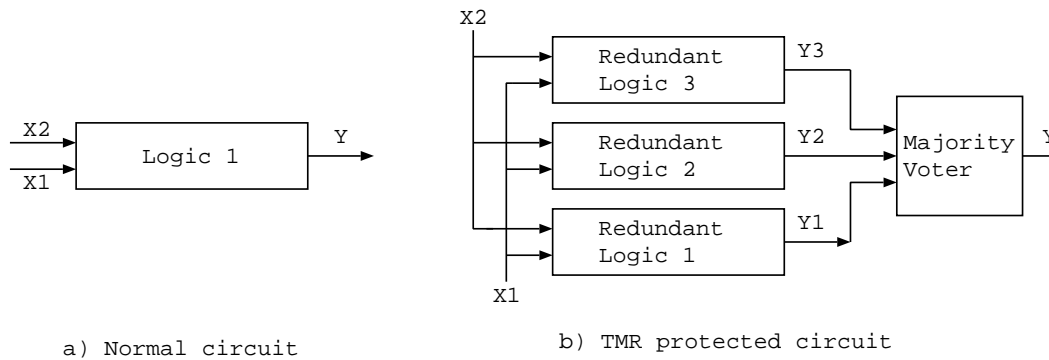 X2
X1
Logic 1
Y
a) Normal circuit
X2
X1
Redundant
Logic 3
Y3
Redundant
Logic 2
Y2
Redundant
Logic 1
Y1
Majority
Voter
Y
b) TMR protected circuit